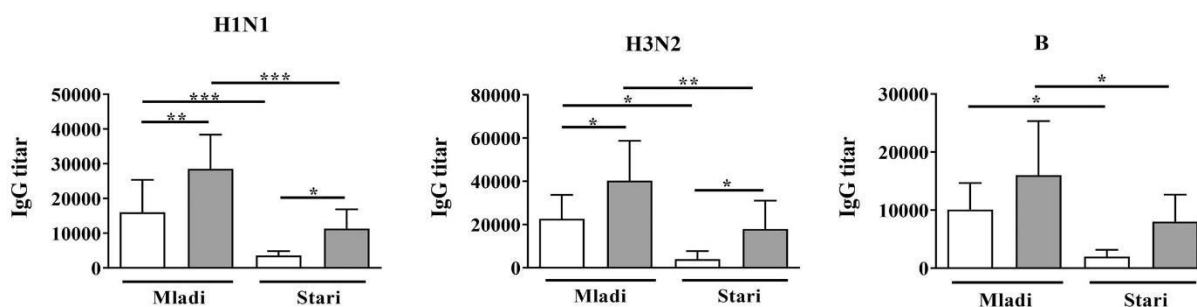 H1N1
***
***
**
*
IgG titar
50000
40000
30000
20000
10000
0
Mladi
Stari
H3N2
**
*
*
*
IgG titar
80000
60000
40000
20000
0
Mladi
Stari
B
*
*
IgG titar
30000
20000
10000
0
Mladi
Stari